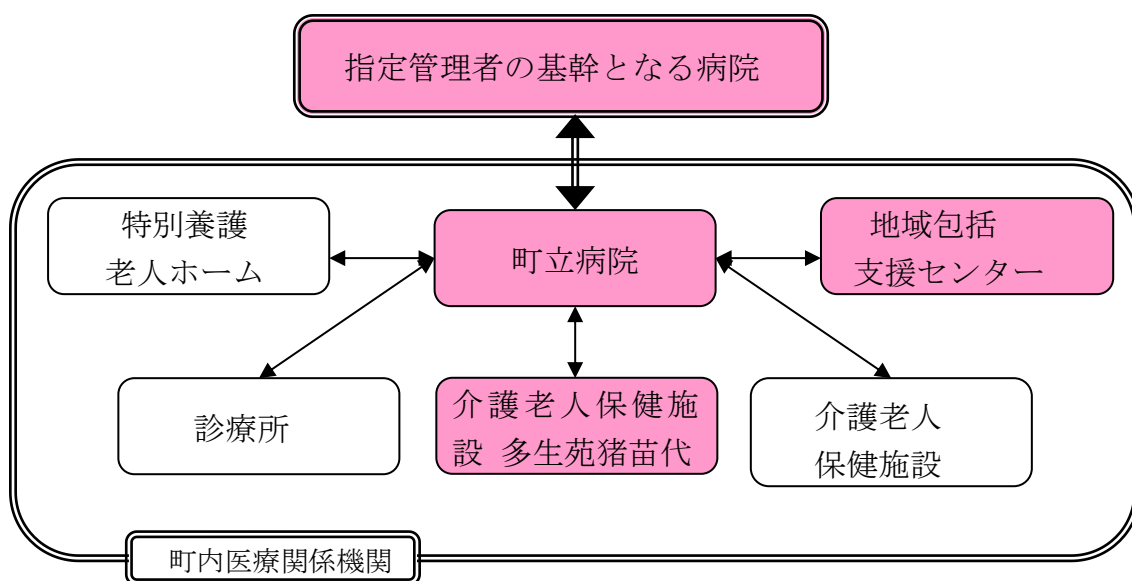 指定管理者の基幹となる病院
特別養護
老人ホーム
町立病院
地域包括
支援センター
診療所
介護老人保健施
設 多生苑猪苗代
介護老人
保健施設
町内医療関係機関